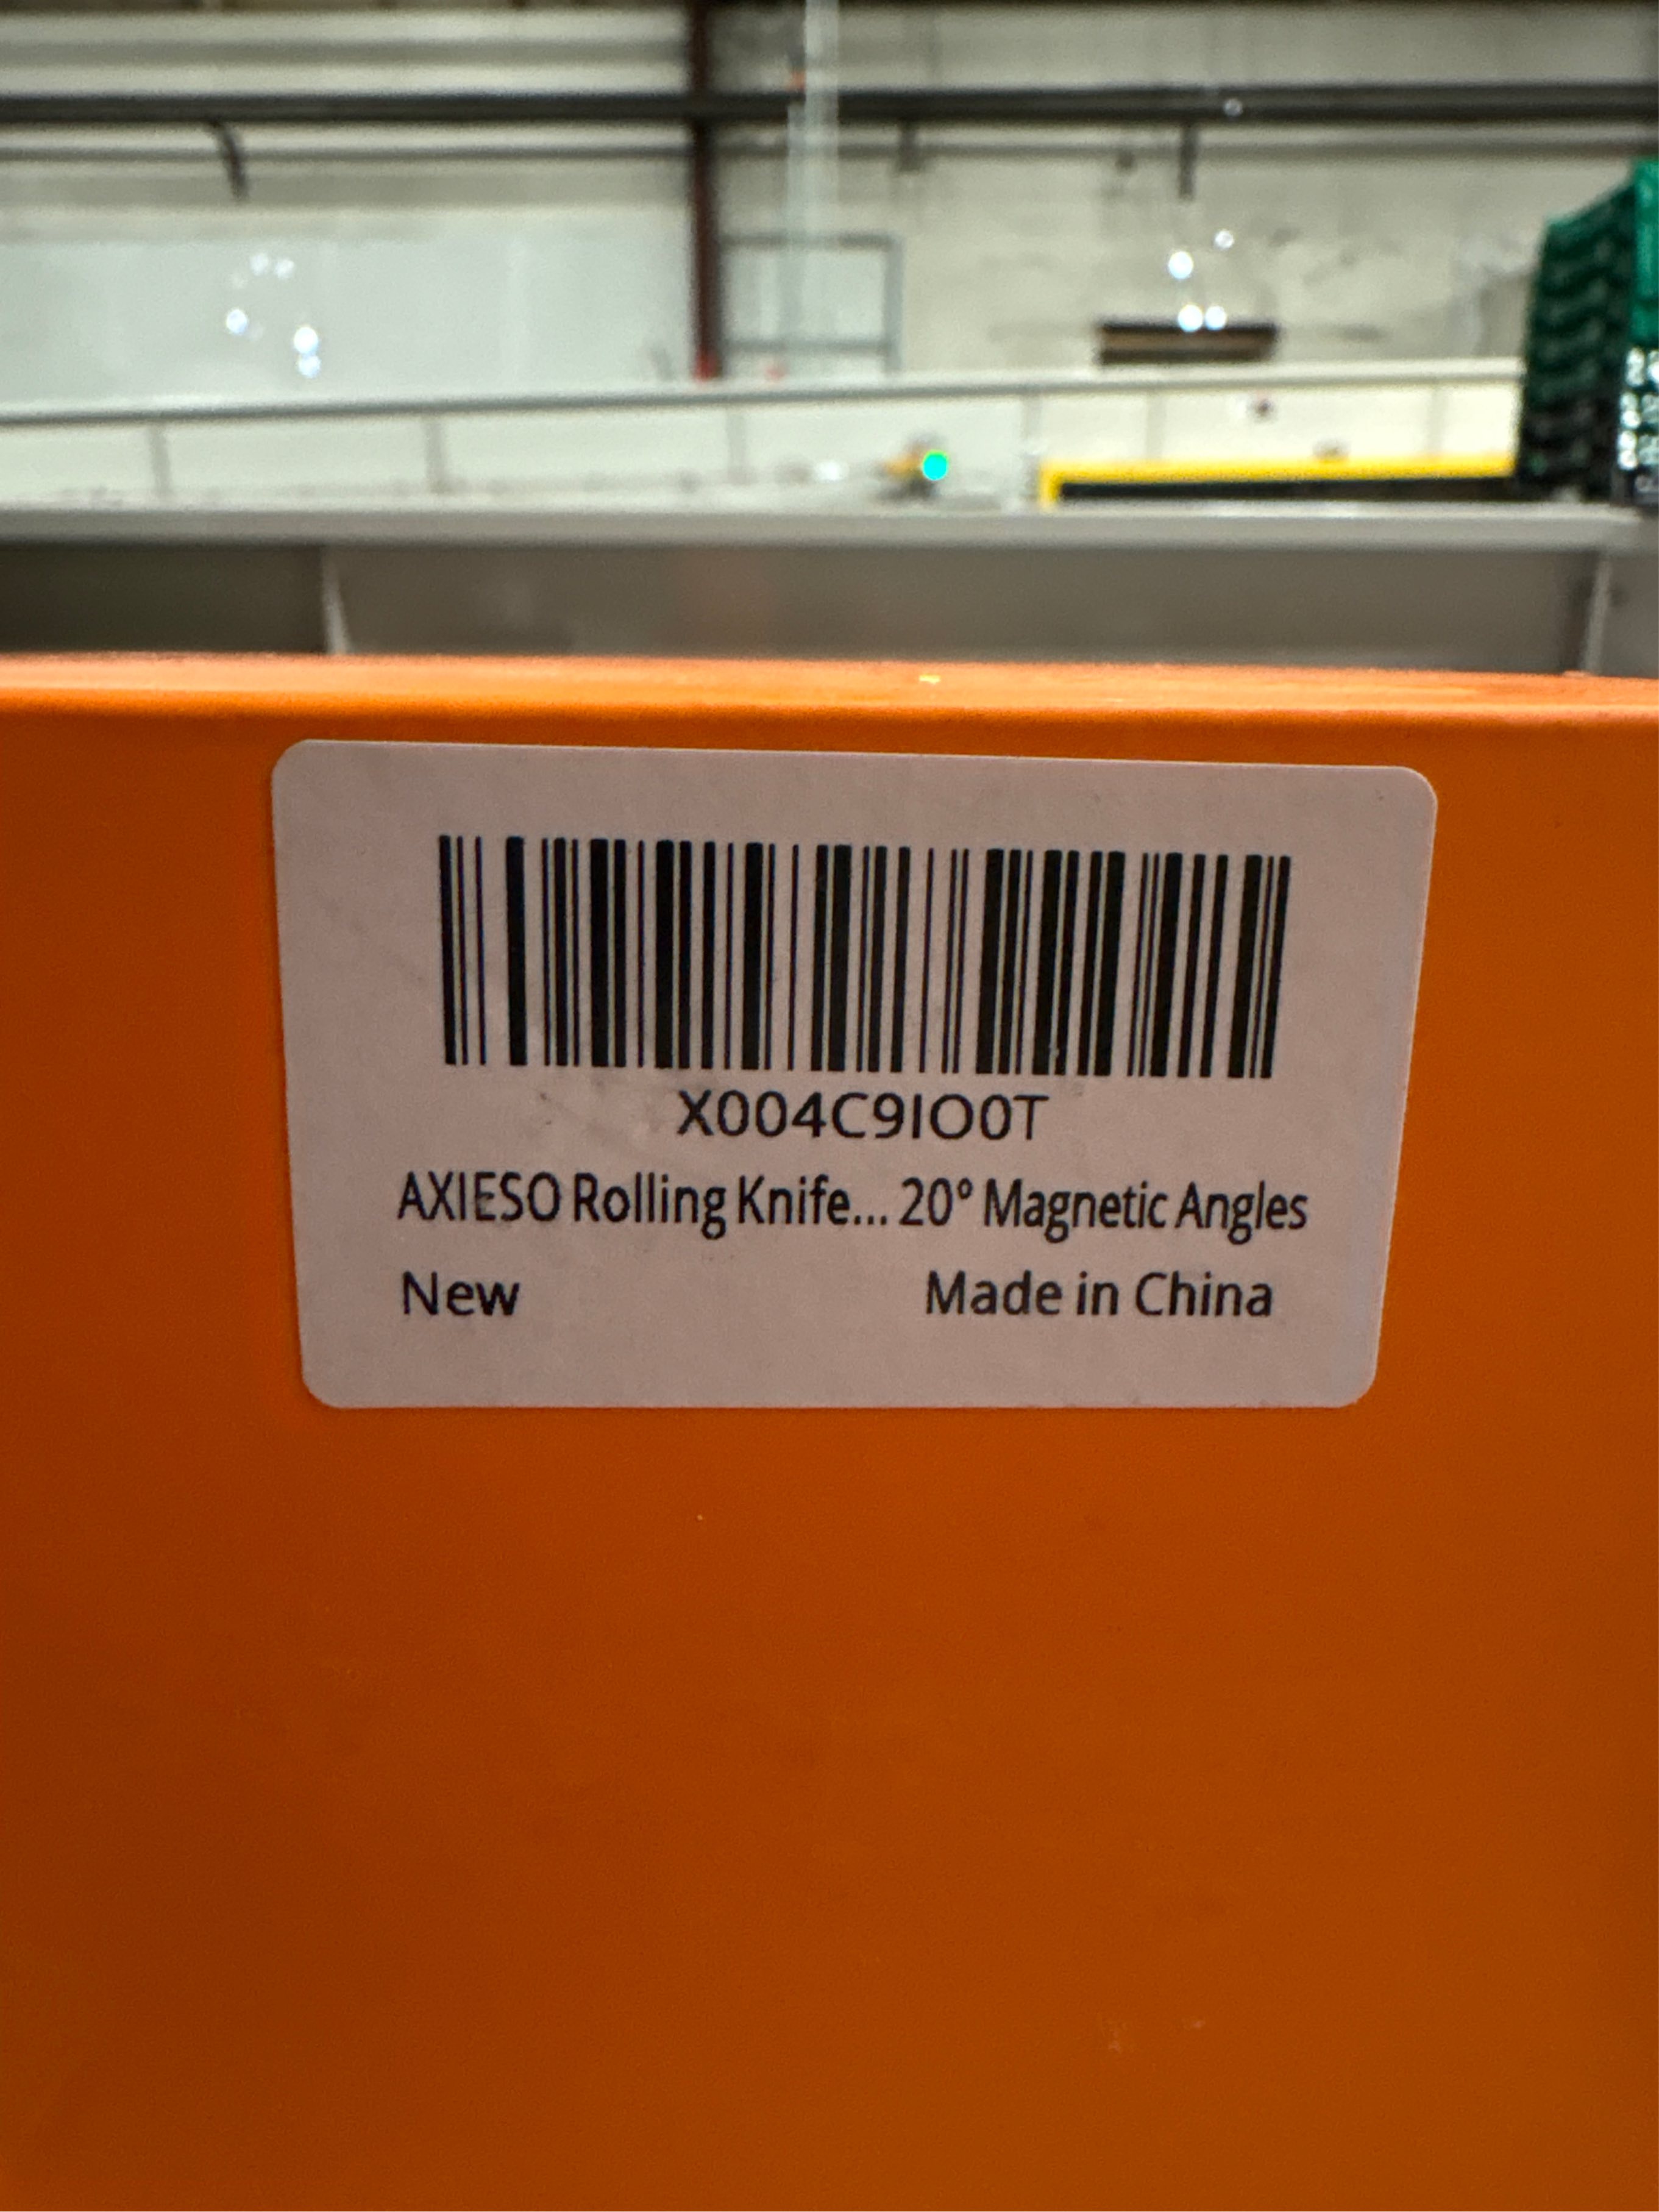 X004C9IO0T
AXIESO Rolling Knife... 20° Magnetic Angles
New Made in China